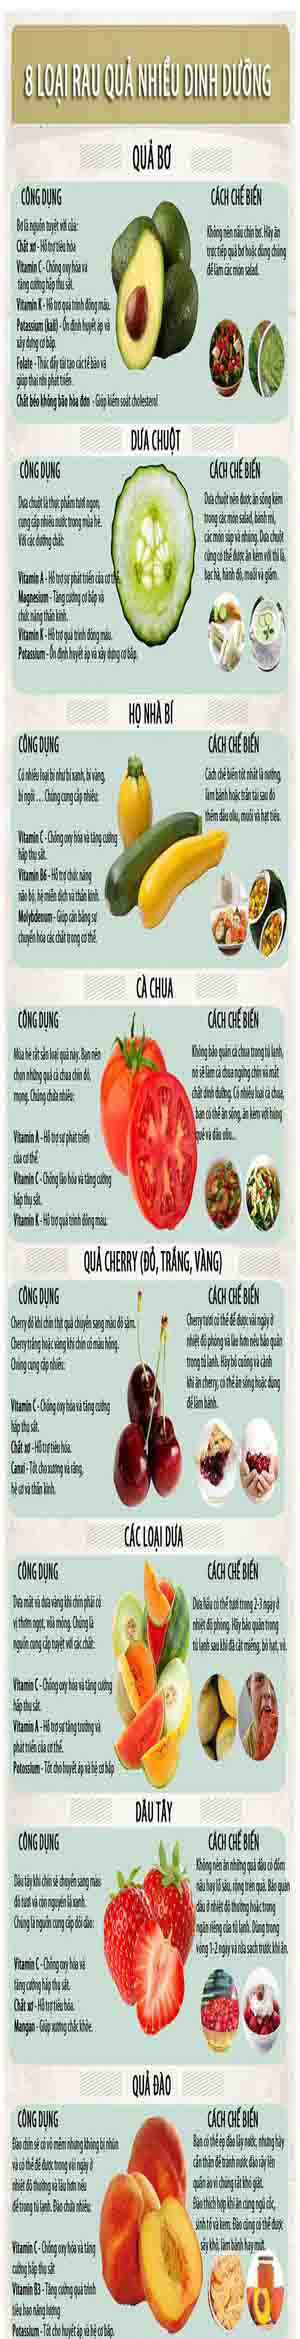 8 LOẠI RAU QUẢ NHIỀU DINH DƯỠNG
QUẢ BƠ
CÔNG DỤNG
Bơ là nguồn tuyệt vời của:
Chất xơ - Hỗ trợ tiêu hóa
Vitamin C - Chống oxy hóa và
tăng cường hấp thu sắt.
Vitamin K - Hỗ trợ quá trình đông máu.
Potassium (kali) - Ổn định huyết áp và
xây dựng cơ bắp.
Folate - Thúc đẩy tái tạo các tế bào và
giúp thai nhi phát triển.
Chất béo không bão hòa đơn - Giúp kiểm soát cholesterol
CÁCH CHẾ BIẾN
Không nên nấu chín bơ. Hãy ăn
trực tiếp quả bơ hoặc dùng chúng
để làm các món salad.
DƯA CHUỘT
CÔNG DỤNG
Dưa chuột là thực phẩm tươi ngon,
cung cấp nhiều nước trong mùa hè.
Với các dưỡng chất:
Vitamin A - Hỗ trợ sự phát triển của cơ thể.
Magnesium - Tăng cường cơ bắp và
chức năng thần kinh.
Vitamin K - Hỗ trợ quá trình đông máu.
Potassium - Ổn định huyết áp và xây dựng cơ bắp.
CÁCH CHẾ BIẾN
Dưa chuột nên được ăn sống kèm
trong các món salad, bánh mì,
các món súp và nhúng. Dưa chuột
cũng có thể được ăn kèm với thì là,
bạc hà, hành đỏ, muối và giấm.
HỌ NHÀ BÍ
CÔNG DỤNG
Có nhiều loại bí như bí xanh, bí vàng,
bí ngòi ... Chúng cung cấp nhiều:
Vitamin C - Chống oxy hóa và tăng cường
hấp thu sắt.
Vitamin B6 - Hỗ trợ chức năng
não bộ, hệ miễn dịch và thần kinh.
Molybdenum - Giúp cân bằng sự
chuyển hóa các chất trong cơ thể.
CÁCH CHẾ BIẾN
Cách chế biến tốt nhất là nướng,
làm bánh hoặc trần tái sau đó
thêm dầu oliu, muối và hạt tiêu.
CÀ CHUA
CÔNG DỤNG
Mùa hè rất sẵn loại quả này. Bạn nên
chọn những quả cà chua chín đỏ,
mọng. Chúng chứa nhiều:
Vitamin A - Hỗ trợ sự phát triển
của cơ thể.
Vitamin C - Chống lão hóa và tăng cường
hấp thu sắt.
Vitamin K - Hỗ trợ quá trình đông máu.
CÁCH CHẾ BIẾN
Không bảo quản cà chua trong tủ lạnh,
nó sẽ làm cà chua ngừng chín và mất
chất dinh dưỡng. Có nhiều loại cà chua,
bạn có thể ăn sống, ăn kèm với húng
quế và dầu oliu...
QUẢ CHERRY (ĐỎ, TRẮNG, VÀNG)
CÔNG DỤNG
Cherry đỏ khi chín thịt quả chuyển sang màu đỏ sẫm.
Cherry trắng hoặc vàng khi chín có màu hồng.
Chúng cung cấp nhiều:
Vitamin C - Chống oxy hóa và tăng cường
hấp thu sắt.
Chất xơ - Hỗ trợ tiêu hóa.
Canxi - Tốt cho xương và răng,
hệ cơ và thần kinh.
CÁCH CHẾ BIẾN
Cherry tươi có thể để được vài ngày ở
nhiệt độ phòng và lâu hơn nếu bảo quản
trong tủ lạnh. Hãy bỏ cuống và cành
khi ăn cherry, có thể ăn sống hoặc dùng
để làm bánh.
CÁC LOẠI DƯA
CÔNG DỤNG
Dưa mật và dưa vàng khi chín phải có
vị thơm ngọt, vừa mỏng. Chúng là
nguồn cung cấp tuyệt vời các chất:
Vitamin C - Chống oxy hóa và tăng cường
hấp thu sắt.
Vitamin A - Hỗ trợ sự tăng trưởng và
phát triển của cơ thể.
Potossium - Tốt cho huyết áp và hệ cơ bắp
CÁCH CHẾ BIẾN
Dưa hấu có thể tươi trong 2-3 ngày ở
nhiệt độ phòng. Hãy bảo quản trong
tủ lạnh sau khi đã cắt miếng, bỏ hạt, vỏ.
DÂU TÂY
CÔNG DỤNG
Dâu tây khi chín sẽ chuyển sang màu
đỏ tươi và còn nguyên lá xanh.
Chúng là nguồn cung cấp dồi dào:
Vitamin C - Chống oxy hóa và
tăng cường hấp thu sắt.
Chất xơ - Hỗ trợ tiêu hóa.
Mangan - Giúp xương chắc khỏe.
CÁCH CHẾ BIẾN
Không nên ăn những quả dâu có đốm
nâu hay lỗ sâu, rỗng trên quả. Bảo quản
dâu ở nhiệt độ thường hoặc trong
ngăn riêng của tủ lạnh. Dùng trong
vòng 1-2 ngày và rửa sạch trước khi ăn.
QUẢ ĐÀO
CÔNG DỤNG
Đào chín sẽ có vỏ mềm nhưng không bị nhũn
và có thể để được trong vài ngày ở
nhiệt độ thường và lâu hơn nếu
để trong tủ lạnh. Đào chứa nhiều:
Vitamin C - Chống oxy hóa và tăng
cường hấp thu sắt
Vitamin B3 - Tăng cường quá trình
tiêu hao năng lượng
Potassium - Tốt cho huyết áp và hệ cơ bắp.
CÁCH CHẾ BIẾN
Bạn có thể ép đào lấy nước, nhưng hãy
cẩn thận để tránh nước đào rây lên
quần áo vì chúng rất khó giặt.
Đào thích hợp khi ăn cùng ngũ cốc,
sinh tố và kem. Đào cũng có thể được
sấy khô, làm bánh hay mứt.